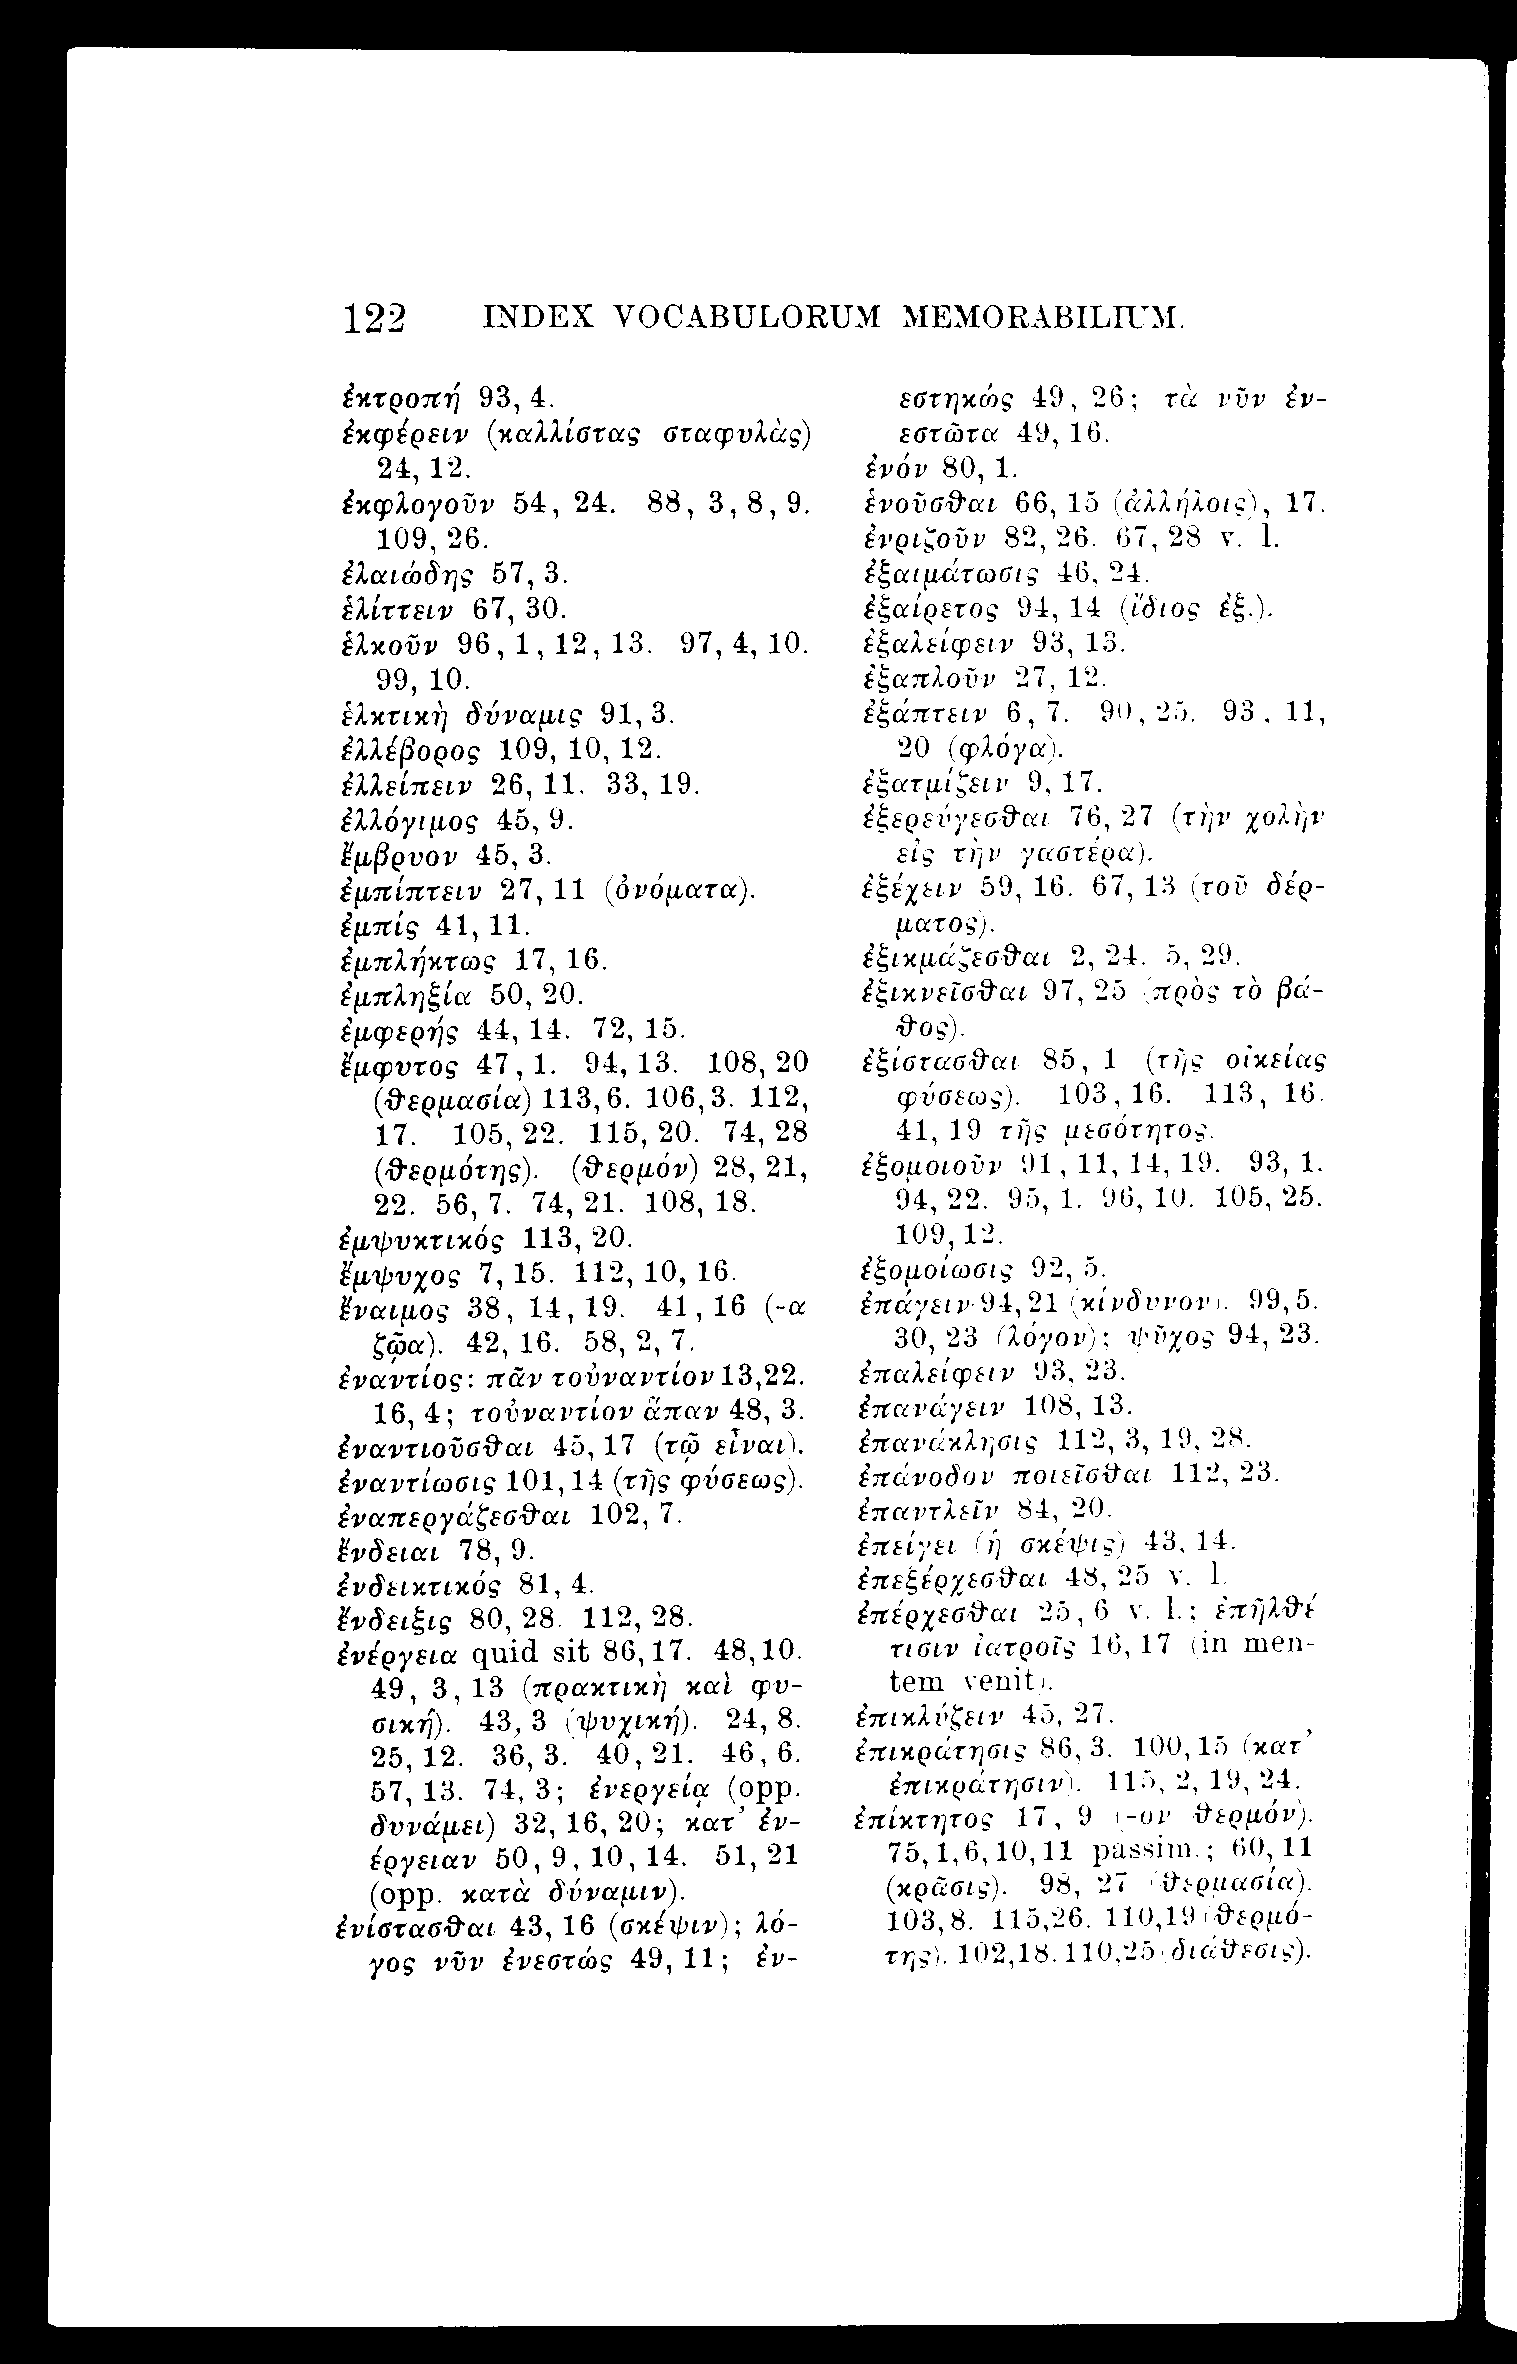 122 INDEX VOCABULORUM MEMORABILIUM.
ἐκτροπή 93, 4.
ἐκφέρειν (καλλίστας σταφυλὰς)
24, 12.
ἐκφλογοῦν 54, 24. 88, 3, 8, 9.
109, 26.
ἐλαιώδης 57, 3.
ἑλίττειν 67, 30.
ἑλκοῦν 96, 1, 12, 13. 97, 4, 10.
99, 10.
ἑλκτικὴ δύναμις 91, 3.
ἐλλέβορος 109, 10, 12.
ἐλλείπειν 26, 11. 33, 19.
ἐλλόγιμος 45, 9.
ἔμβρυον 45, 3.
ἐμπίπτειν 27, 11 (ὀνόματα).
ἐμπίς 41, 11.
ἐμπλήκτως 17, 16.
ἐμπληξία 50, 20.
ἐμφερής 44, 14. 72, 15.
ἔμφυτος 47, 1. 94, 13. 108, 20
(θερμασία) 113, 6. 106, 3. 112,
17. 105, 22. 115, 20. 74, 28
(θερμότης). (θερμόν) 28, 21,
22. 56, 7. 74, 21. 108, 18.
ἐμψυκτικός 113, 20.
ἔμψυχος 7, 15. 112, 10, 16.
ἔναιμος 38, 14, 19. 41, 16 (-α
ζῷα). 42, 16. 58, 2, 7.
ἐναντίος: πᾶν τοὐναντίον 13,22.
16, 4; τοὐναντίον ἅπαν 48, 3.
ἐναντιοῦσθαι 45, 17 (τῷ εἶναι).
ἐναντίωσις 101, 14 (τῆς φύσεως).
ἐναπεργάζεσθαι 102, 7.
ἔνδειαι 78, 9.
ἐνδεικτικός 81, 4.
ἔνδειξις 80, 28. 112, 28.
ἐνέργεια quid sit 86, 17. 48, 10.
49, 3, 13 (πρακτικὴ καὶ φυ-
σική). 43, 3 (ψυχική). 24, 8.
25, 12. 36, 3. 40, 21. 46, 6.
57, 13. 74, 3; ἐνεργείᾳ (opp.
δυνάμει) 32, 16, 20; κατ’ ἐν-
έργειαν 50, 9, 10, 14. 51, 21
(opp. κατὰ δύναμιν).
ἐνίστασθαι 43, 16 (σκέψιν); λό-
γος νῦν ἐνεστώς 49, 11; ἐν-
εστηκώς 49, 26; τὰ νῦν ἐν-
εστῶτα 49, 16.
ἐνόν 80, 1.
ἑνοῦσθαι 66, 15 (ἀλλήλοις), 17.
ἐνριζοῦν 82, 26. 67, 28 v. l.
ἐξαιμάτωσις 46, 24.
ἐξαίρετος 94, 14 (ἴδιος ἐξ.).
ἐξαλείφειν 93, 13.
ἐξαπλοῦν 27, 12.
ἐξάπτειν 6, 7. 90, 25. 93, 11,
20 (φλόγα).
ἐξατμίζειν 9, 17.
ἐξερεύγεσθαι 76, 27 (τὴν χολὴν
εἰς τὴν γαστέρα).
ἐξέχειν 59, 16. 67, 13 (τοῦ δέρ-
ματος).
ἐξικμάζεσθαι 2, 24. 5, 29.
ἐξικνεῖσθαι 97, 25 (πρὸς τὸ βά-
θος).
ἐξίστασθαι 85, 1 (τῆς οἰκείας
φύσεως). 103, 16. 113, 16.
41, 19 τῆς μεσότητος.
ἐξομοιοῦν 91, 11, 14, 19. 93, 1.
94, 22. 95, 1. 96, 10. 105, 25.
109, 12.
ἐξομοίωσις 92, 5.
ἐπάγειν 94, 21 (κίνδυνον). 99, 5.
30, 23 (λόγον); ψῦχος 94, 23.
ἐπαλείφειν 93, 23.
ἐπανάγειν 108, 13.
ἐπανάκλησις 112, 3, 19, 28.
ἐπάνοδον ποιεῖσθαι 112, 23.
ἐπαντλεῖν 84, 20.
ἐπείγει (ἡ σκέψις) 43, 14.
ἐπεξέρχεσθαι 48, 25 v. l.
ἐπέρχεσθαι 25, 6 v. l.; ἐπῆλθέ
τισιν ἰατροῖς 16, 17 (in men-
tem venit).
ἐπικλύζειν 45, 27.
ἐπικράτησις 86, 3. 100, 15 (κατ’
ἐπικράτησιν). 115, 2, 19, 24.
ἐπίκτητος 17, 9 (-ον θερμόν).
75, 1, 6, 10, 11 passim.; 60, 11
(κρᾶσις). 98, 27 (θερμασία).
103, 8. 115,26. 110,19 (θερμό-
της). 102,18. 110,25 (διάθεσις).